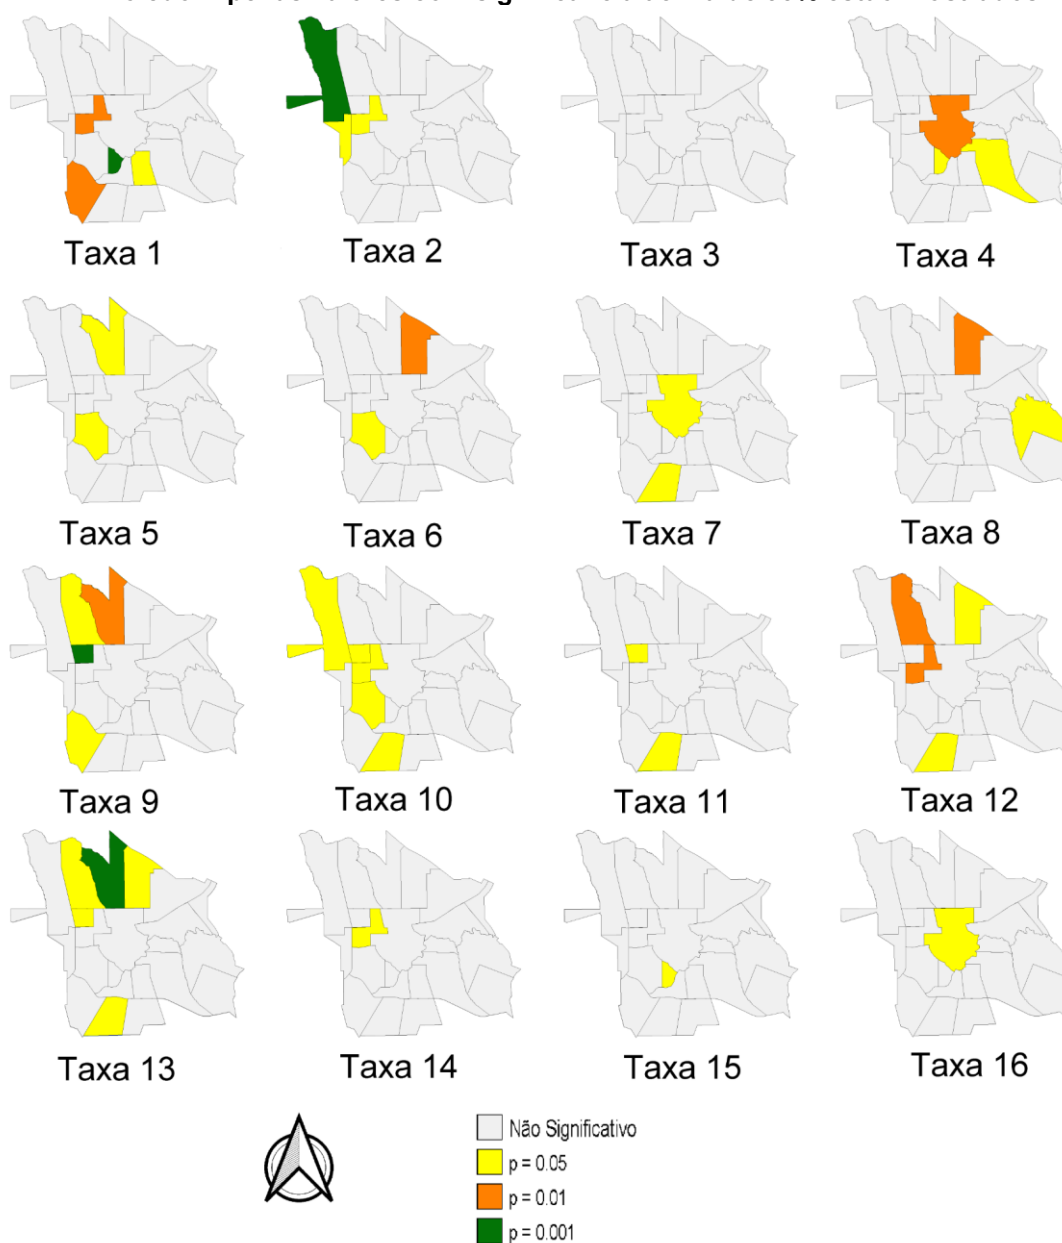 Taxa 1
Taxa 2
Taxa 3
Taxa 4
Taxa 5
Taxa 6
Taxa 7
Taxa 8
Taxa 9
Taxa 10
Taxa 11
Taxa 12
Taxa 13
Taxa 14
Taxa 15
Taxa 16
Não Significativo
p = 0.05
p = 0.01
p = 0.001